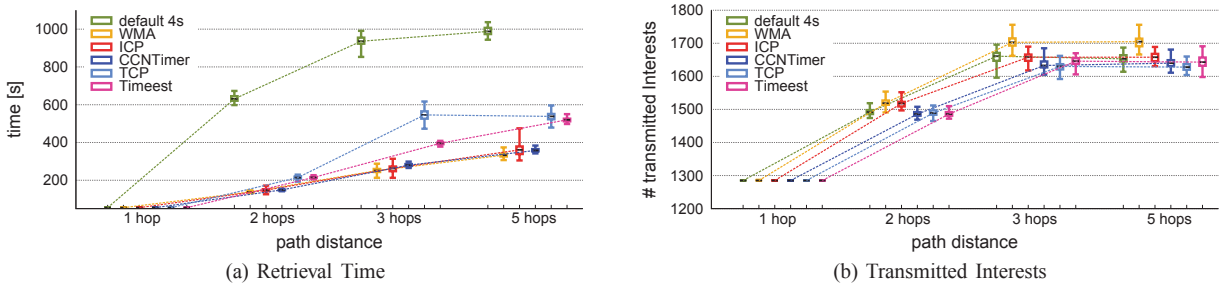 1000
800
600
400
200
time [s]
default 4s
WMA
ICP
CCNTimer
TCP
Timeest
1 hop
2 hops
3 hops
5 hops
path distance
(a) Retrieval Time
1800
1700
1600
1500
1400
1300
1200
# transmitted Interests
default 4s
WMA
ICP
CCNTimer
TCP
Timeest
1 hop
2 hops
3 hops
5 hops
path distance
(b) Transmitted Interests